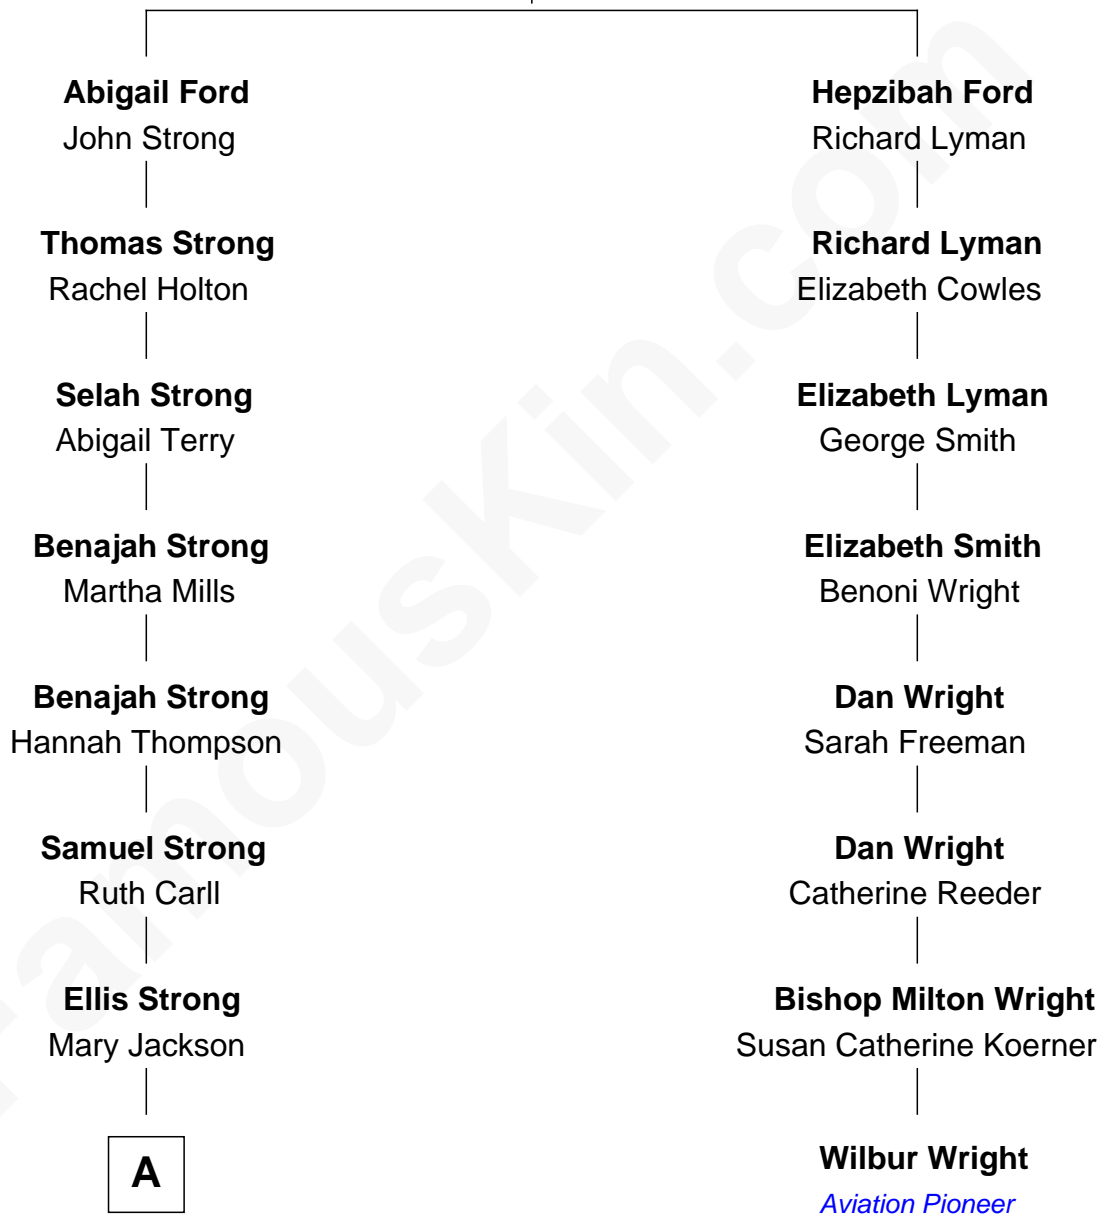 Abigail Ford
John Strong
Thomas Strong
Rachel Holton
Selah Strong
Abigail Terry
Benajah Strong
Martha Mills
Benajah Strong
Hannah Thompson
Samuel Strong
Ruth Carll
Ellis Strong
Mary Jackson
A
Hepzibah Ford
Richard Lyman
Richard Lyman
Elizabeth Cowles
Elizabeth Lyman
George Smith
Elizabeth Smith
Benoni Wright
Dan Wright
Sarah Freeman
Dan Wright
Catherine Reeder
Bishop Milton Wright
Susan Catherine Koerner
Wilbur Wright
Aviation Pioneer
FamousKin.com